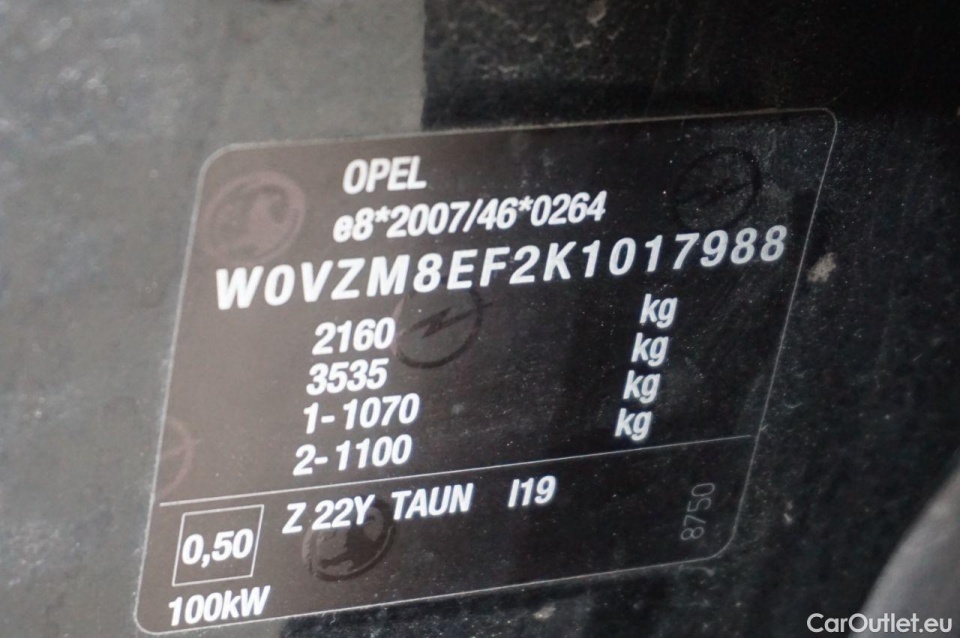 OPEL
e8*2007/46*0264
W0VZM8EF2K1017988
2160 kg
3535 kg
1-1070 kg
2-1100 kg
0,50 Z 22Y TAUN I19
8750
100kW
CarOutlet.eu